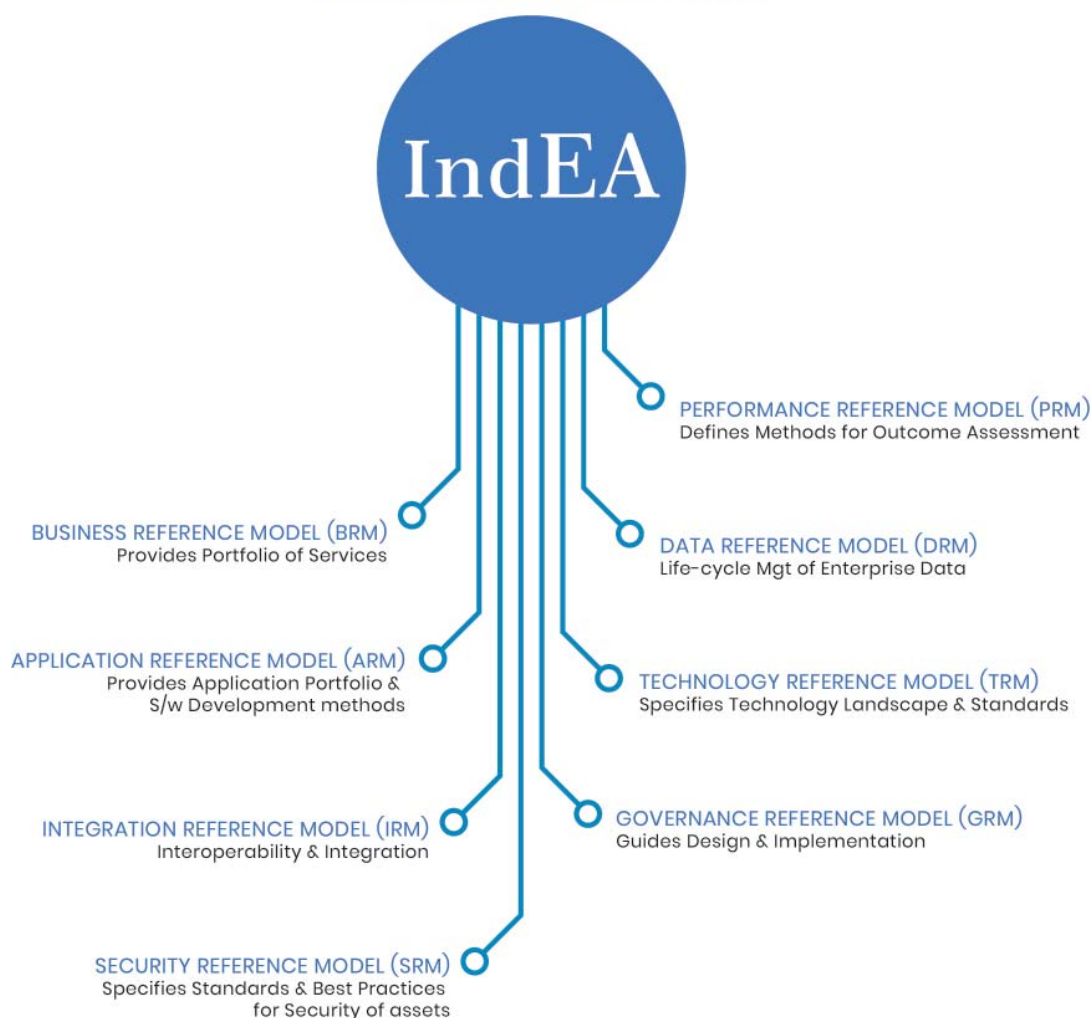 IndEA
PERFORMANCE REFERENCE MODEL (PRM)
Defines Methods for Outcome Assessment
BUSINESS REFERENCE MODEL (BRM)
Provides Portfolio of Services
DATA REFERENCE MODEL (DRM)
Life-cycle Mgt of Enterprise Data
APPLICATION REFERENCE MODEL (ARM)
Provides Application Portfolio &
S/w Development methods
TECHNOLOGY REFERENCE MODEL (TRM)
Specifies Technology Landscape & Standards
INTEGRATION REFERENCE MODEL (IRM)
Interoperability & Integration
GOVERNANCE REFERENCE MODEL (GRM)
Guides Design & Implementation
SECURITY REFERENCE MODEL (SRM)
Specifies Standards & Best Practices
for Security of assets